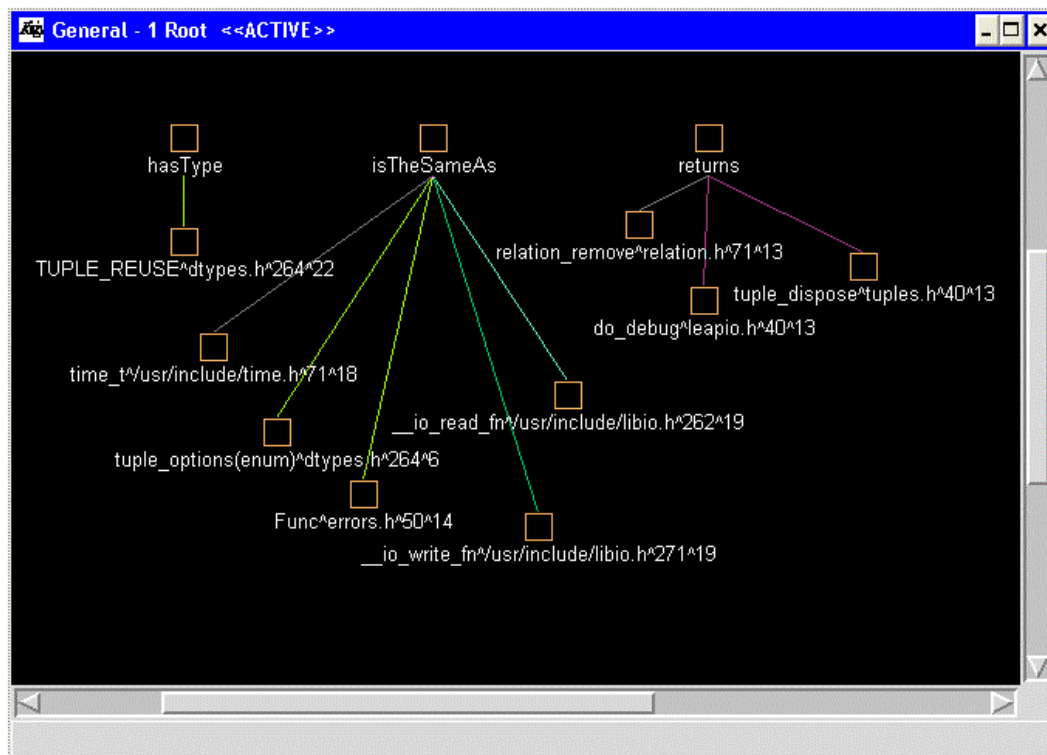 General - 1 Root <<ACTIVE>>
hasType
isTheSameAs
returns
relation_remove^relation.h^71^13
TUPLE_REUSE^dtypes.h^264^22
tuple_dispose^tuples.h^40^13
do_debug^leapio.h^40^13
time_t^/usr/include/time.h^71^18
__io_read_fn^/usr/include/libio.h^262^19
tuple_options(enum)^dtypes.h^264^6
Func^errors.h^50^14
__io_write_fn^/usr/include/libio.h^271^19